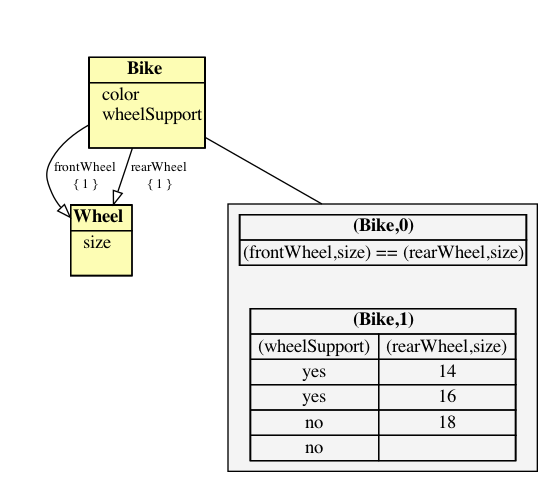 Bike
color
wheelSupport
frontWheel
{ 1 }
rearWheel
{ 1 }
Wheel
size
(Bike,0)
(frontWheel,size) == (rearWheel,size)
(Bike,1)
(wheelSupport) (rearWheel,size)
yes 14
yes 16
no 18
no